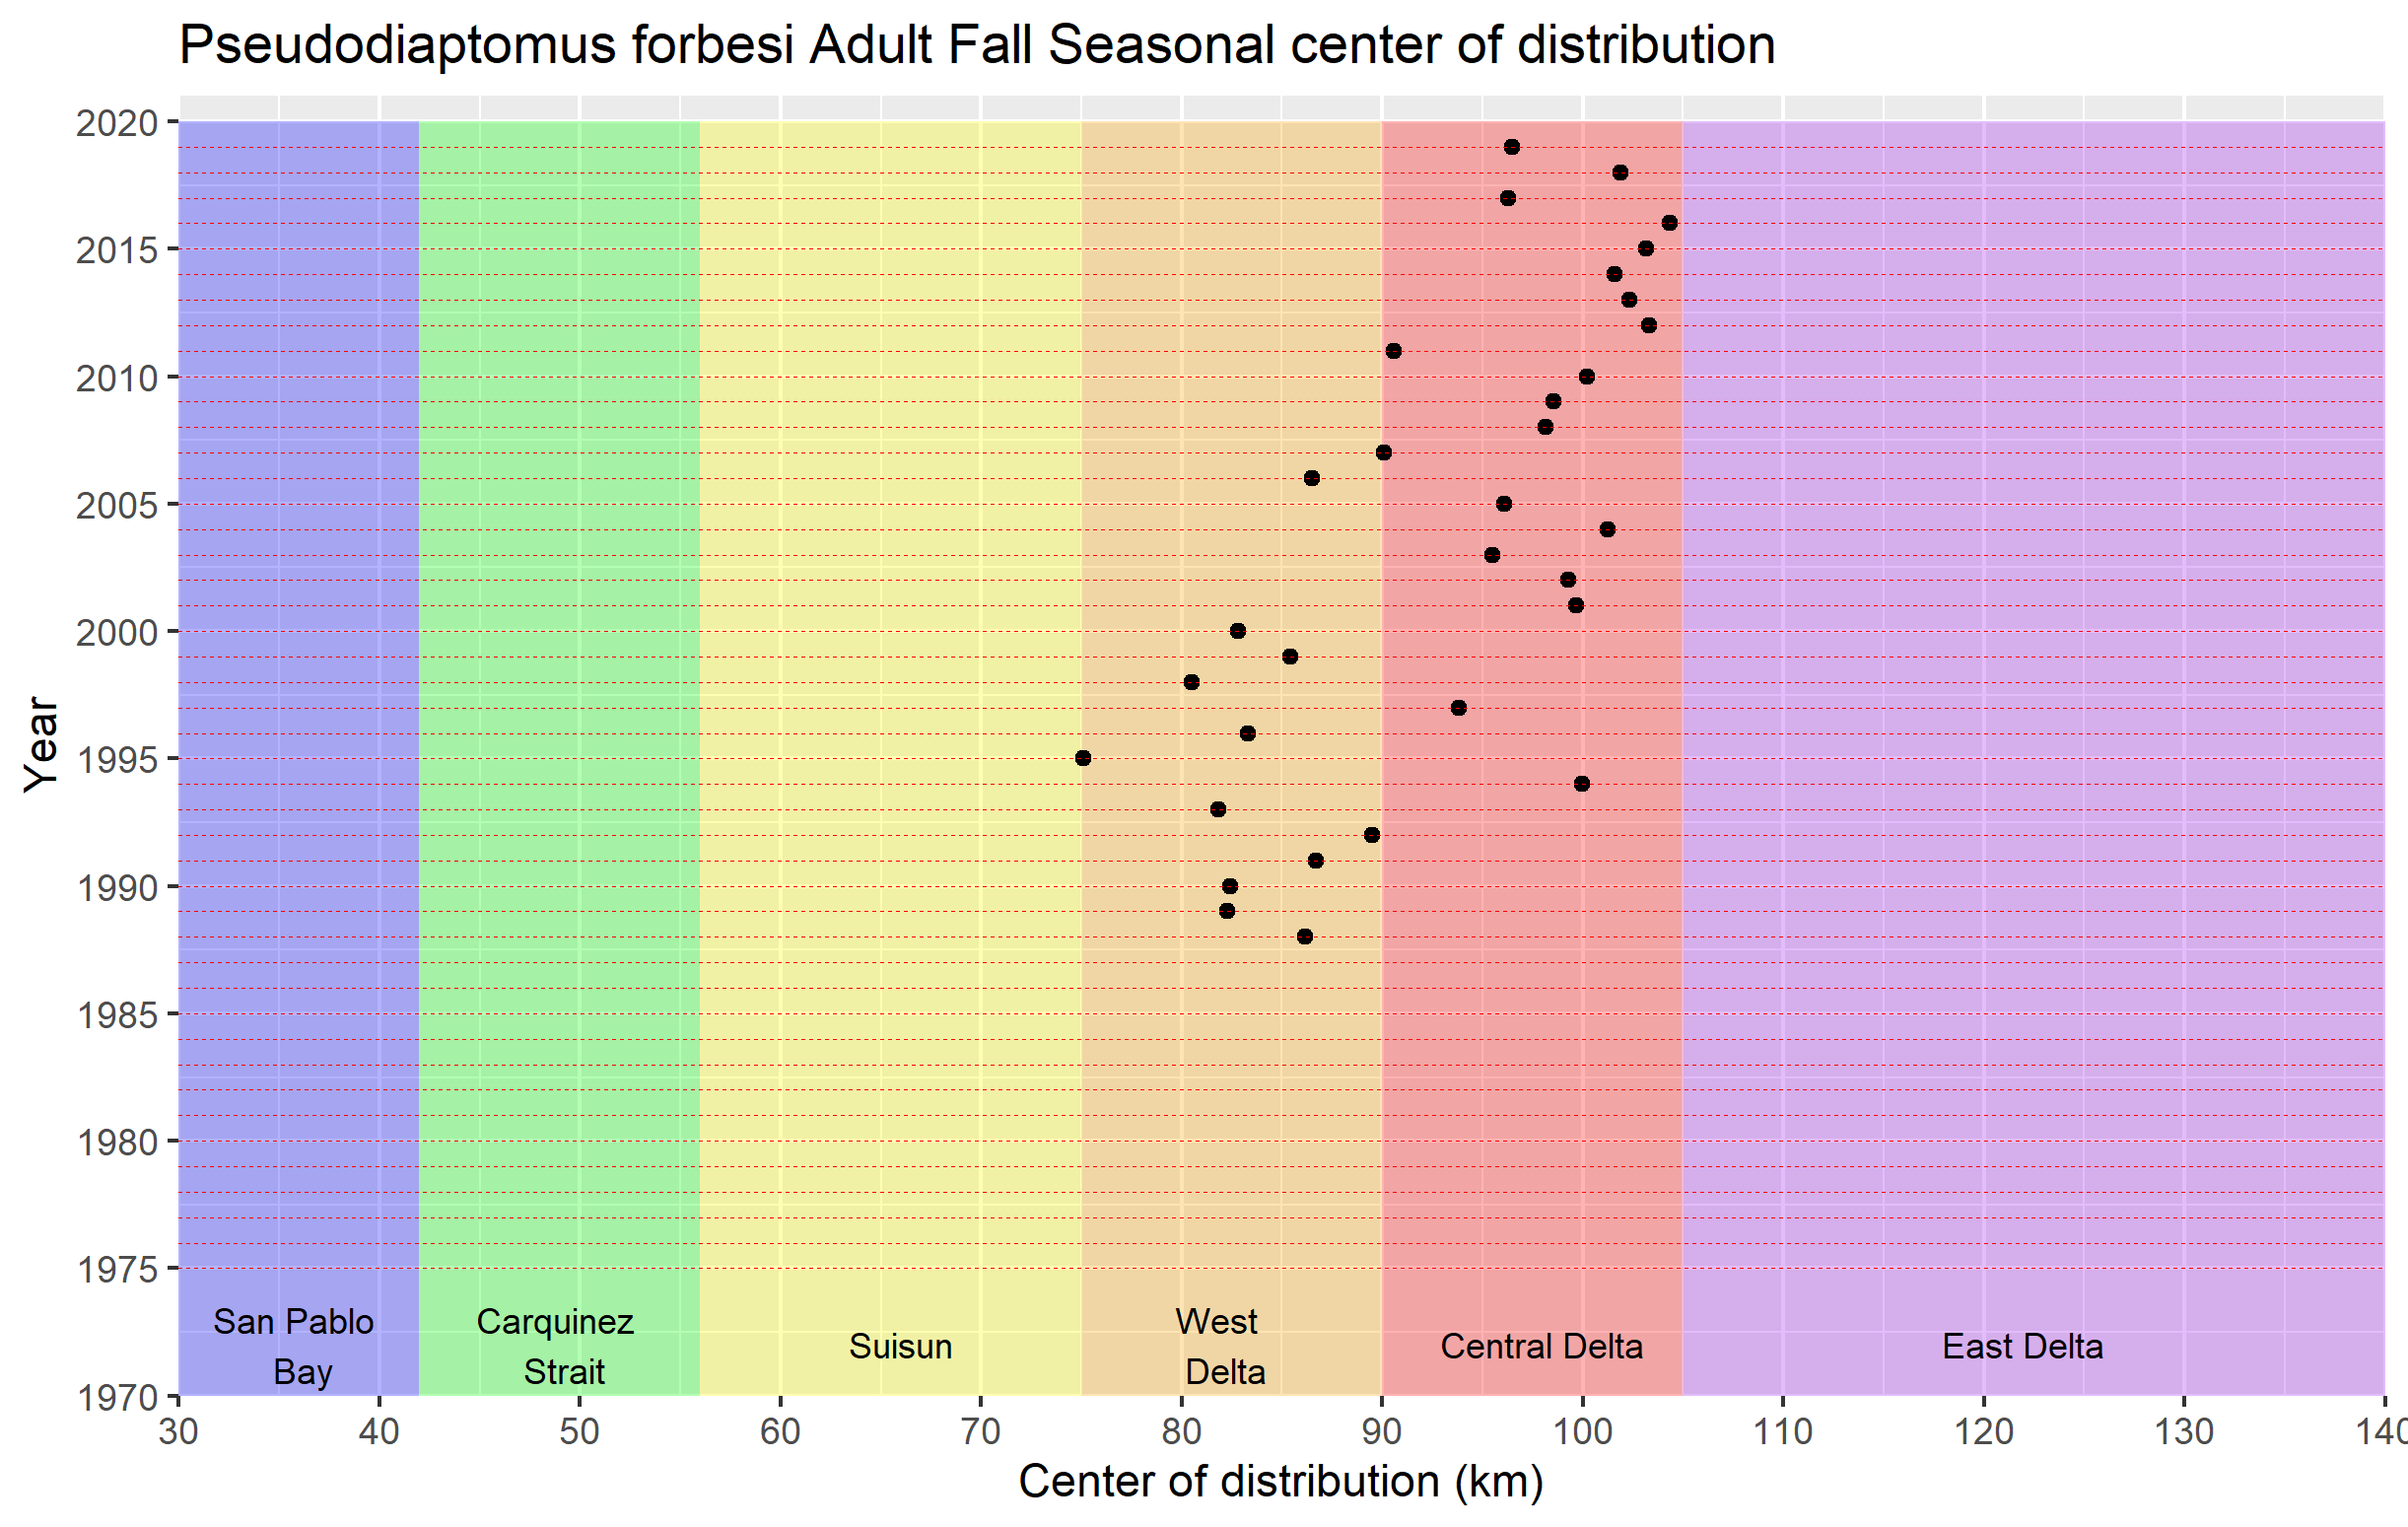 Pseudodiaptomus forbesi Adult Fall Seasonal center of distribution
Year
2020
2015
2010
2005
2000
1995
1990
1985
1980
1975
1970
San Pablo
Bay
Carquinez
Strait
Suisun
West
Delta
Central Delta
East Delta
30 40 50 60 70 80 90 100 110 120 130 140
Center of distribution (km)